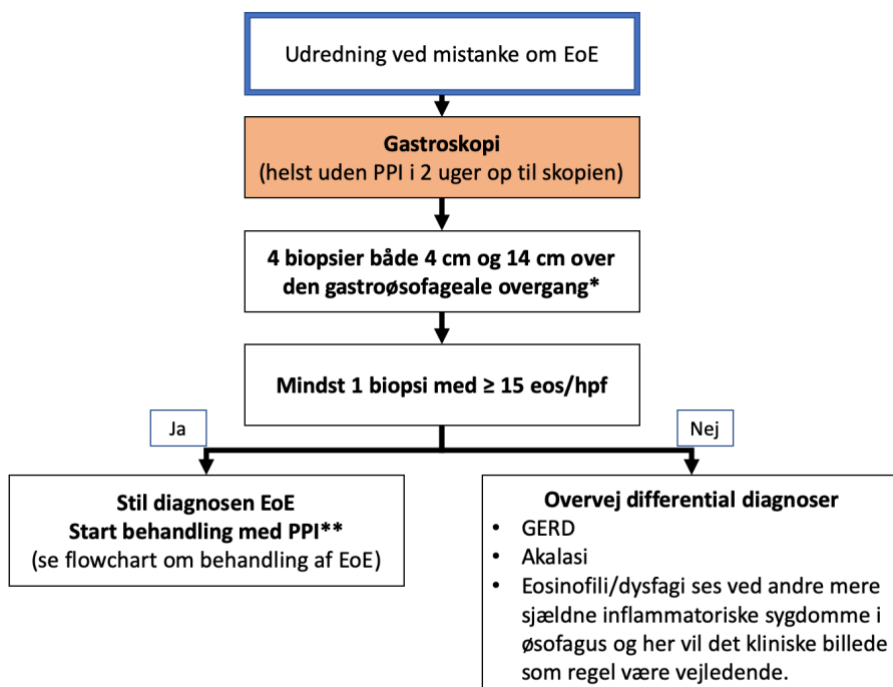 Udredning ved mistanke om EoE
Gastroskopi
(helst uden PPI i 2 uger op til skopien)
4 biopsier både 4 cm og 14 cm over
den gastroøsofageale overgang*
Mindst 1 biopsi med ≥ 15 eos/hpf
Ja
Nej
Stil diagnosen EoE
Start behandling med PPI**
(se flowchart om behandling af EoE)
Overvej differential diagnoser
• GERD
• Akalasi
• Eosinofili/dysfagi ses ved andre mere
sjældne inflammatoriske sygdomme i
øsofagus og her vil det kliniske billede
som regel være vejledende.